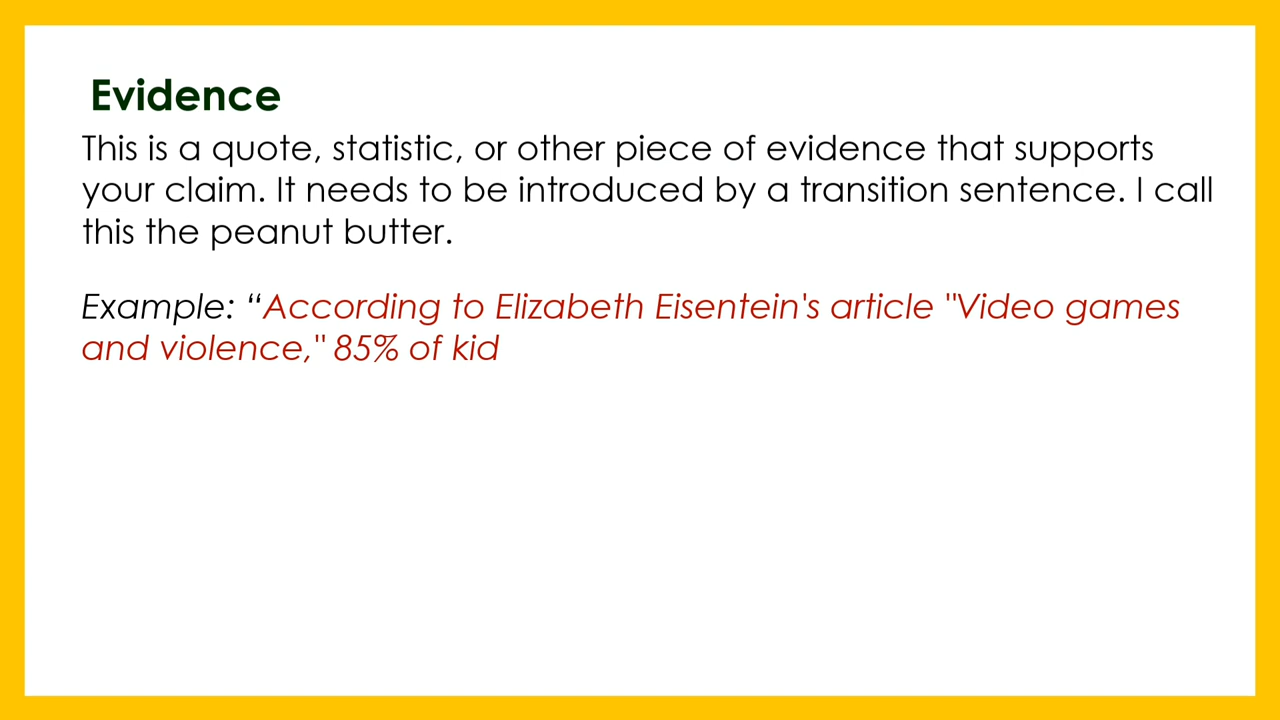 Evidence
This is a quote, statistic, or other piece of evidence that supports
your claim. It needs to be introduced by a transition sentence. I call
this the peanut butter.
Example: “According to Elizabeth Eisentein's article "Video games
and violence," 85% of kid